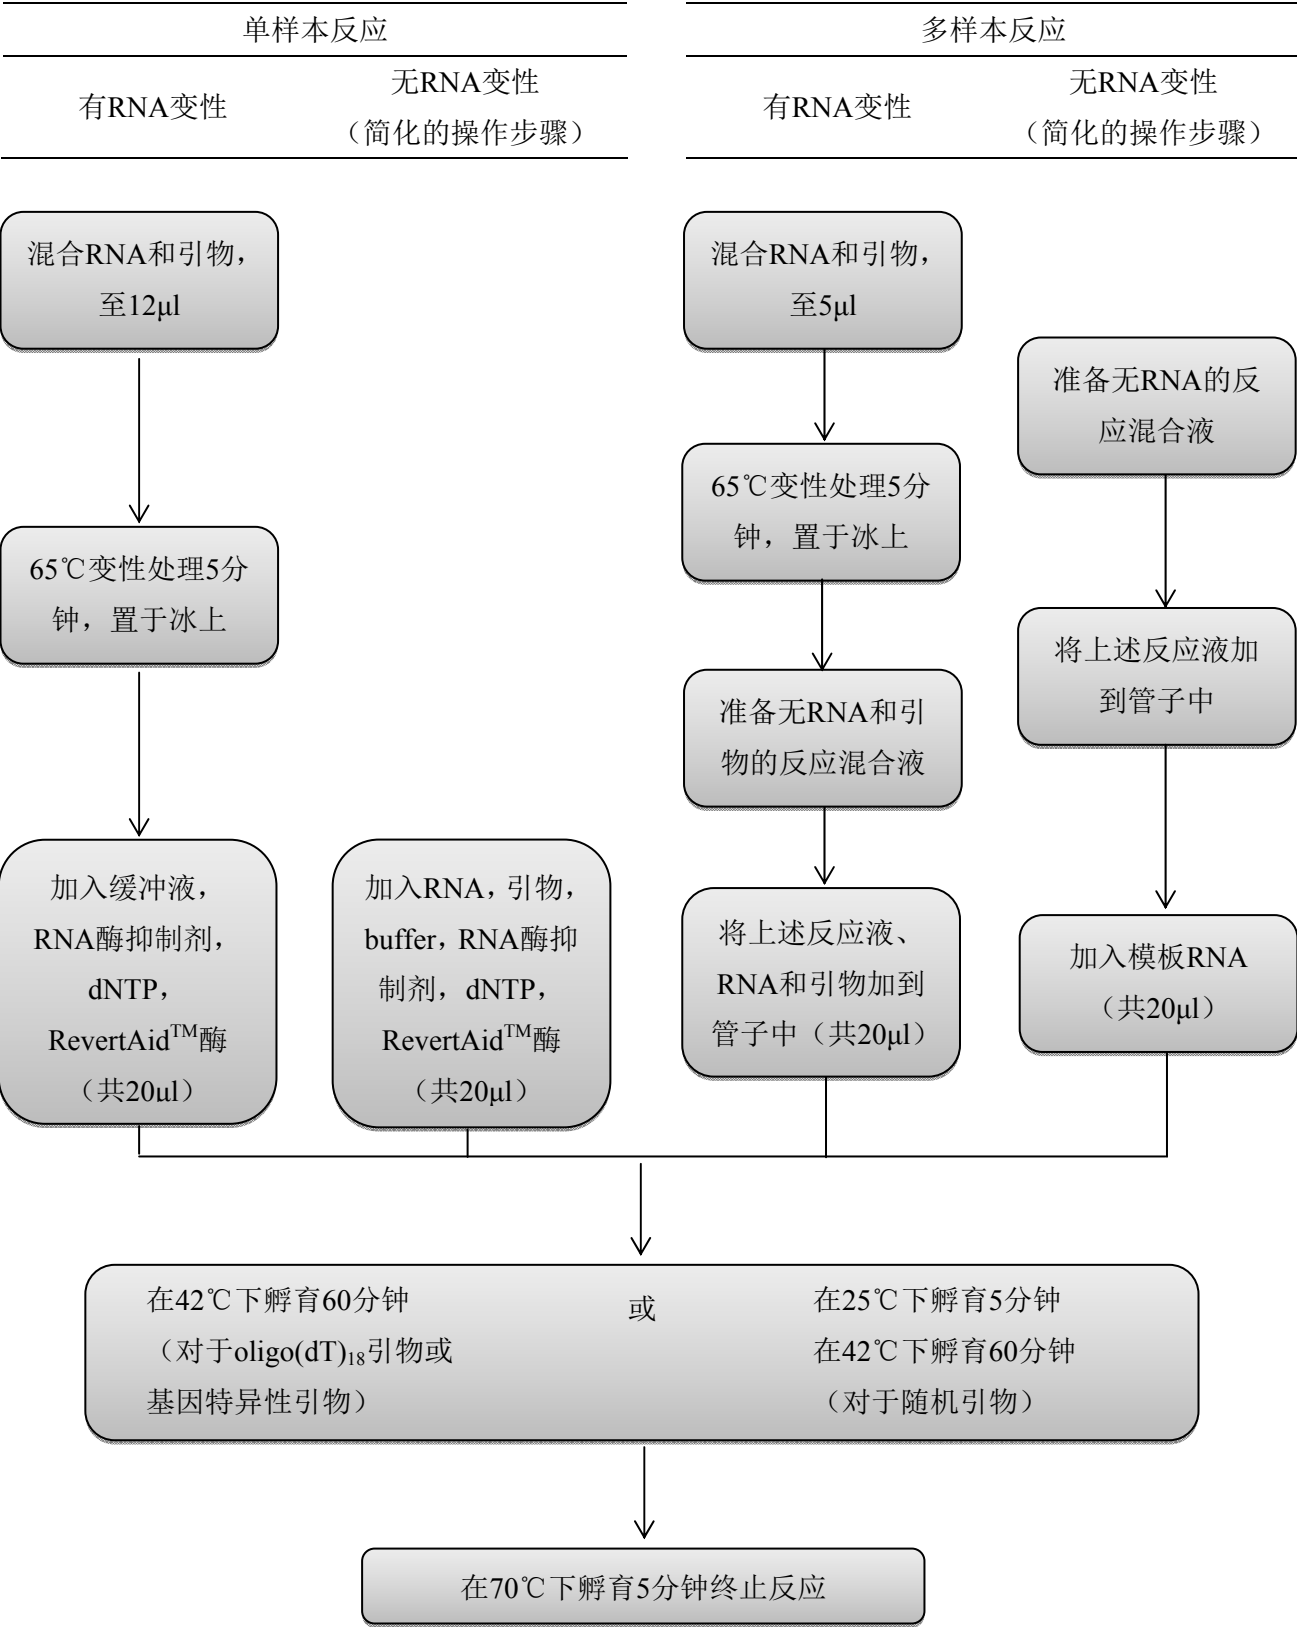 单样本反应
有RNA变性
无RNA变性
（简化的操作步骤）
多样本反应
有RNA变性
无RNA变性
（简化的操作步骤）
混合RNA和引物，
至12μl
65℃变性处理5分
钟，置于冰上
加入缓冲液，
RNA酶抑制剂，
dNTP，
RevertAid™酶
（共20μl）
加入RNA，引物，
buffer，RNA酶抑
制剂，dNTP，
RevertAid™酶
（共20μl）
混合RNA和引物，
至5μl
65℃变性处理5分
钟，置于冰上
准备无RNA和引
物的反应混合液
将上述反应液、
RNA和引物加到
管子中（共20μl）
准备无RNA的反
应混合液
将上述反应液加
到管子中
加入模板RNA
（共20μl）
在42℃下孵育60分钟
（对于oligo(dT)₁₈引物或
基因特异性引物）
或
在25℃下孵育5分钟
在42℃下孵育60分钟
（对于随机引物）
在70℃下孵育5分钟终止反应